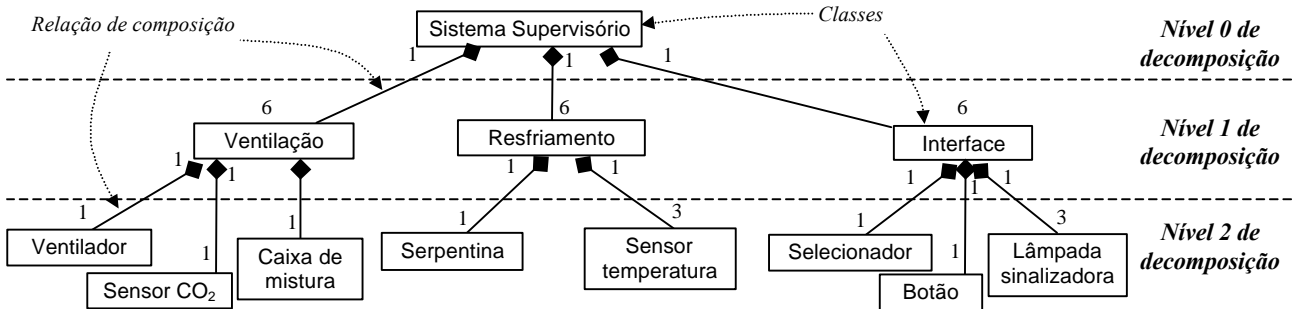 Relação de composição
Sistema Supervisório
Classes
Nível 0 de
decomposição
1
1
1
6
6
6
Ventilação
Resfriamento
Interface
Nível 1 de
decomposição
1
1
1
1
1
1
1
1
1
1
1
3
1
1
3
Ventilador
Sensor CO₂
Caixa de
mistura
Serpentina
Sensor
temperatura
Selecionador
Botão
Lâmpada
sinalizadora
Nível 2 de
decomposição